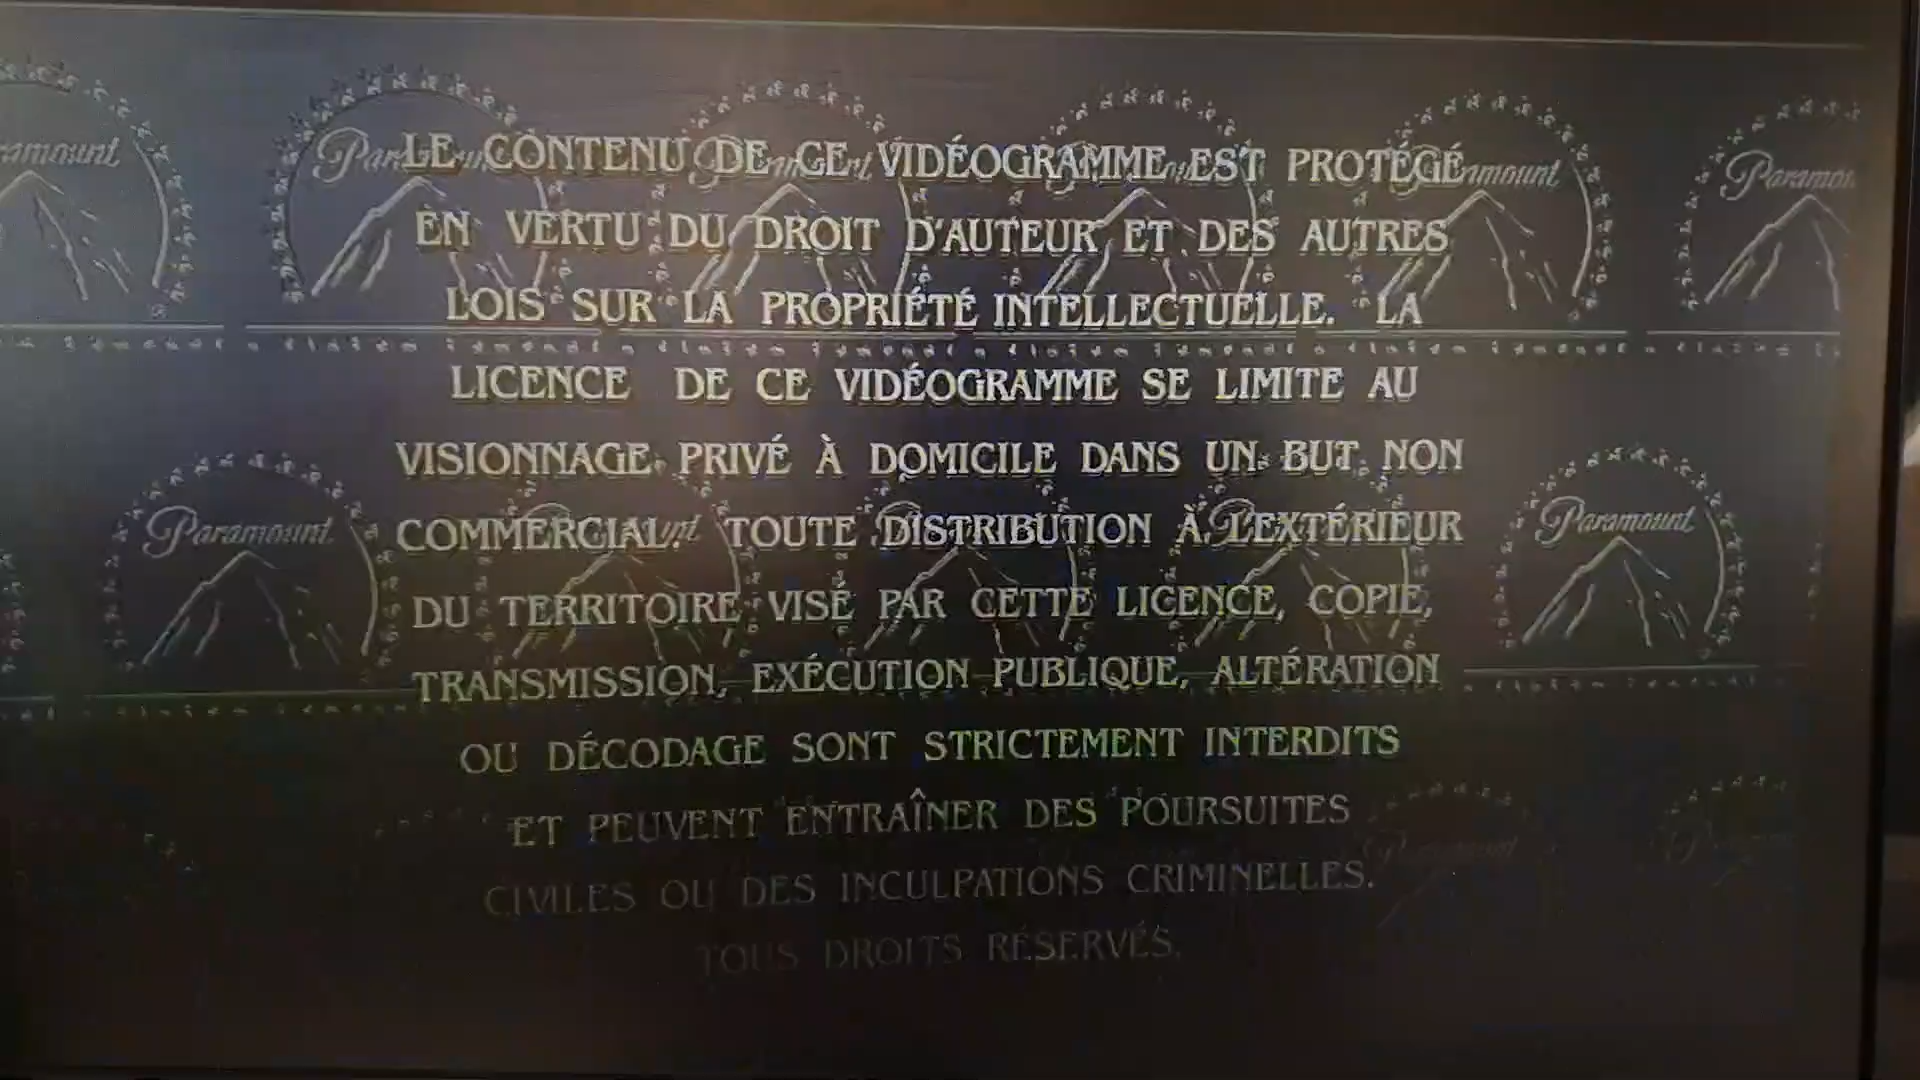 LE CONTENU DE CE VIDÉOGRAMME EST PROTÉGÉ
EN VERTU DU DROIT D'AUTEUR ET DES AUTRES
LOIS SUR LA PROPRIÉTÉ INTELLECTUELLE. LA
LICENCE DE CE VIDÉOGRAMME SE LIMITE AU
VISIONNAGE PRIVÉ À DOMICILE DANS UN BUT NON
COMMERCIAL. TOUTE DISTRIBUTION À L'EXTÉRIEUR
DU TERRITOIRE VISÉ PAR CETTE LICENCE, COPIE,
TRANSMISSION, EXÉCUTION PUBLIQUE, ALTÉRATION
OU DÉCODAGE SONT STRICTEMENT INTERDITS
ET PEUVENT ENTRAÎNER DES POURSUITES
CIVILES OU DES INCULPATIONS CRIMINELLES.
TOUS DROITS RÉSERVÉS.
Paramount
Paramount